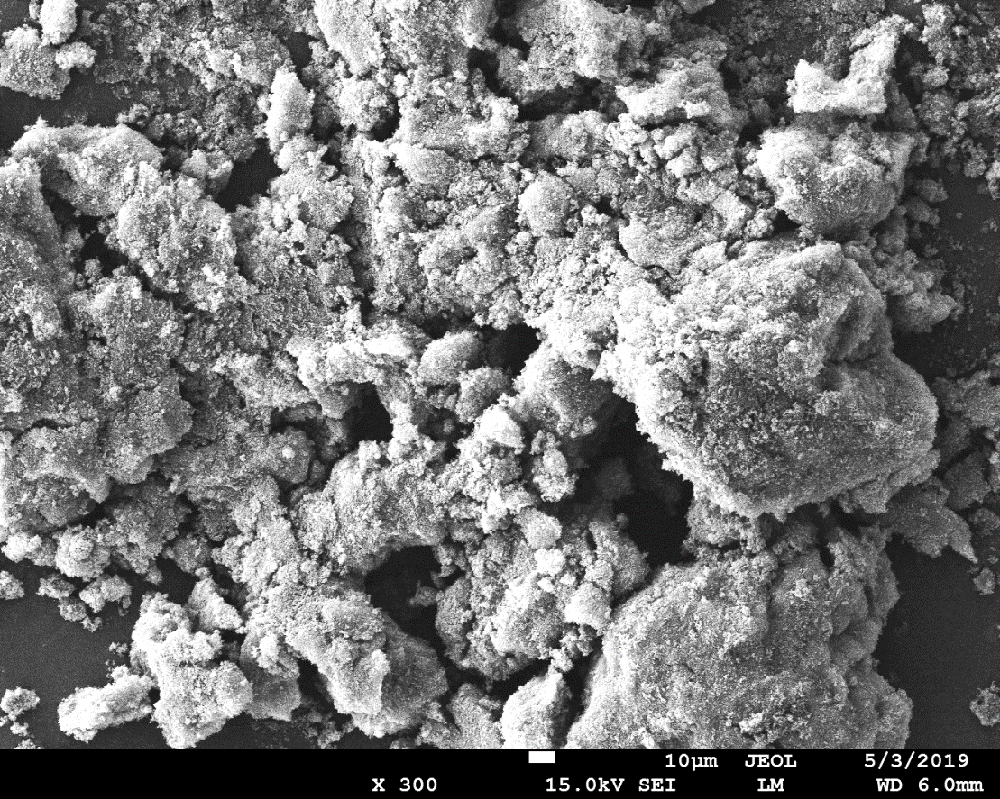 10µm JEOL 5/3/2019
X 300 15.0kV SEI LM WD 6.0mm